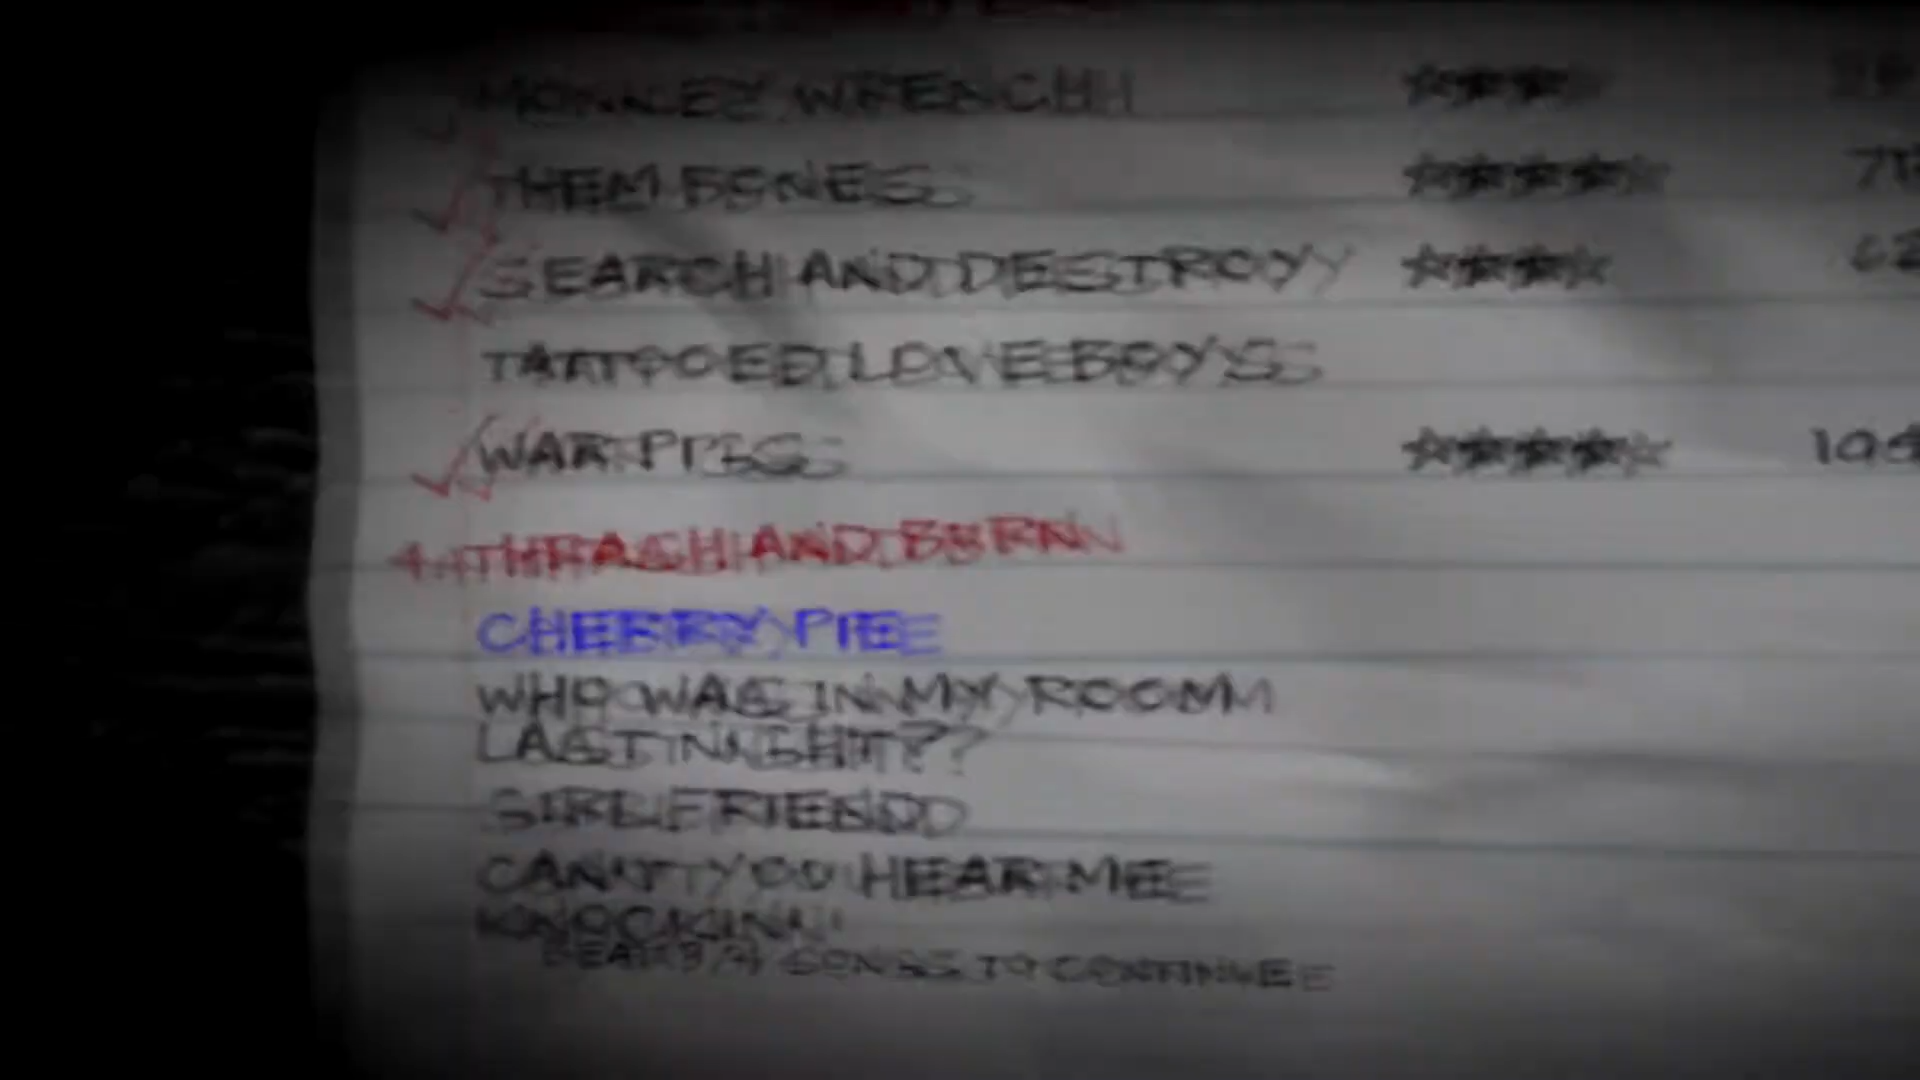 MONKEY WRENCH
THEM BONES
SEARCH AND DESTROY
TATTOOED LOVE BOYS
WAR PIGS
4. THRASH AND BURN
CHERRY PIE
WHO WAS IN MY ROOM
LAST NIGHT?
GIRLFRIEND
CAN'T YOU HEAR ME
KNOCKIN'
BEAT 3/4 SONGS TO CONTINUE